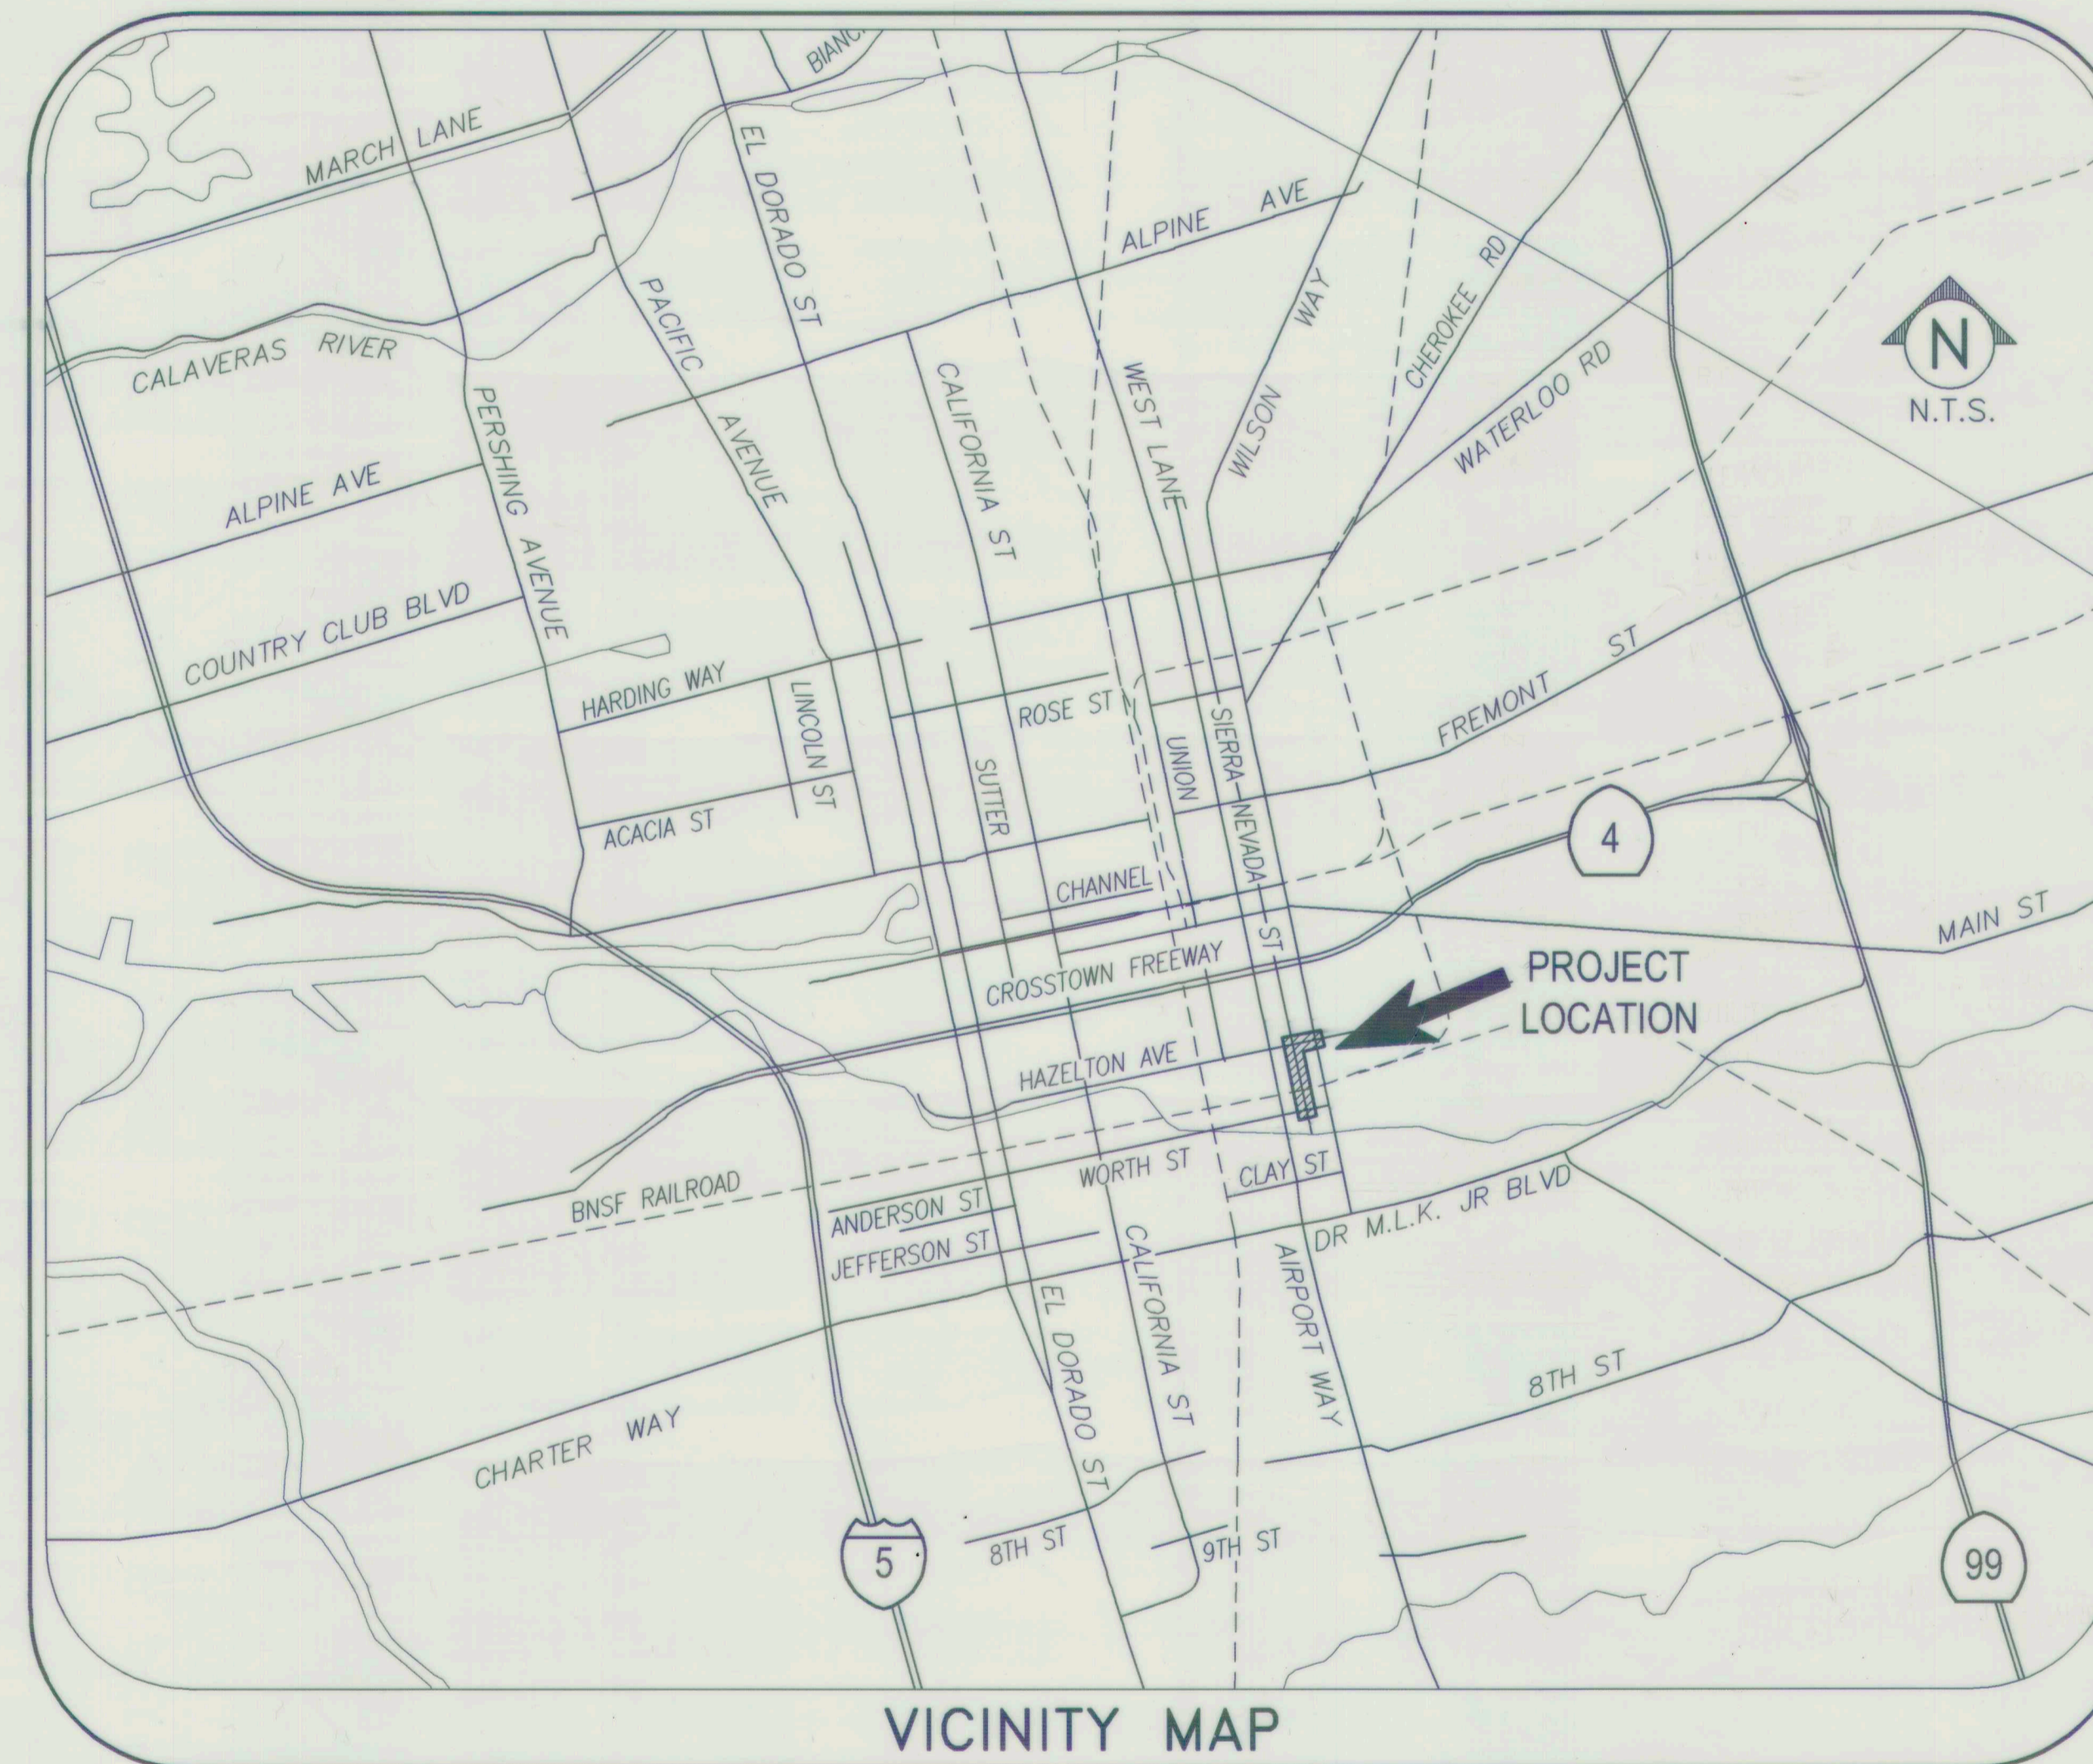 BIANC
MARCH LANE
EL DORADO ST
ALPINE AVE
CALAVERAS RIVER
PACIFIC AVENUE
WILSON WAY
CHEROKEE RD
WATERLOO RD
N
N.T.S.
PERSHING AVENUE
CALIFORNIA ST
WEST LANE
ALPINE AVE
COUNTRY CLUB BLVD
HARDING WAY
LINCOLN ST
ROSE ST
SUTTER
UNION
SIERRA NEVADA ST
FREMONT ST
ACACIA ST
4
CHANNEL
MAIN ST
CROSSTOWN FREEWAY
PROJECT
LOCATION
HAZELTON AVE
BNSF RAILROAD
WORTH ST
CLAY ST
ANDERSON ST
JEFFERSON ST
DR M.L.K. JR BLVD
EL DORADO ST
CALIFORNIA ST
AIRPORT WAY
8TH ST
CHARTER WAY
5
8TH ST
9TH ST
99
VICINITY MAP